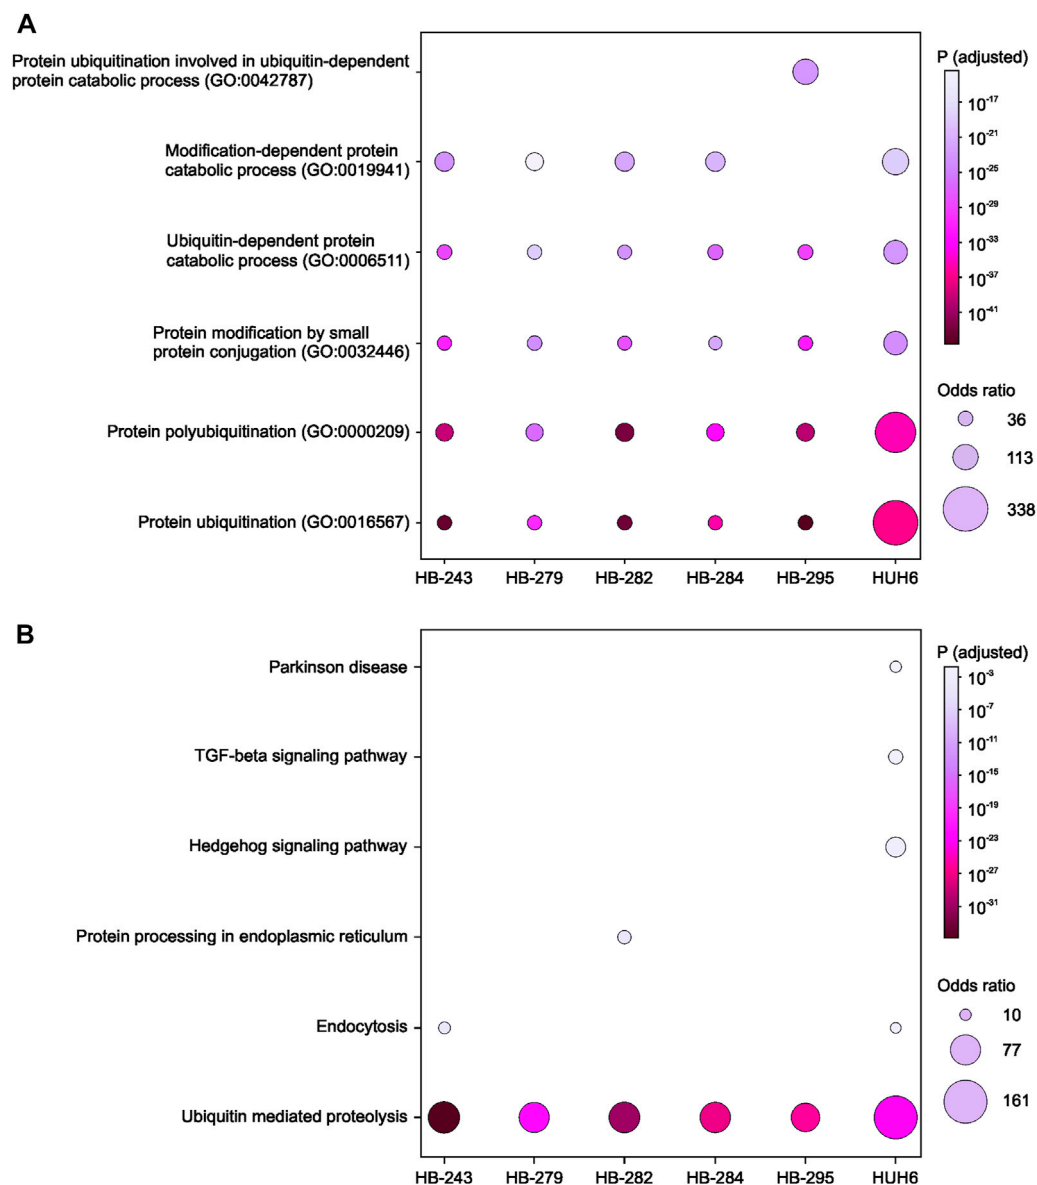 A
Protein ubiquitination involved in ubiquitin-dependent
protein catabolic process (GO:0042787)
Modification-dependent protein
catabolic process (GO:0019941)
Ubiquitin-dependent protein
catabolic process (GO:0006511)
Protein modification by small
protein conjugation (GO:0032446)
Protein polyubiquitination (GO:0000209)
Protein ubiquitination (GO:0016567)
HB-243 HB-279 HB-282 HB-284 HB-295 HUH6
P (adjusted)
10⁻¹⁷
10⁻²¹
10⁻²⁵
10⁻²⁹
10⁻³³
10⁻³⁷
10⁻⁴¹
Odds ratio
36
113
338
B
Parkinson disease
TGF-beta signaling pathway
Hedgehog signaling pathway
Protein processing in endoplasmic reticulum
Endocytosis
Ubiquitin mediated proteolysis
HB-243 HB-279 HB-282 HB-284 HB-295 HUH6
P (adjusted)
10⁻³
10⁻⁷
10⁻¹¹
10⁻¹⁵
10⁻¹⁹
10⁻²³
10⁻²⁷
10⁻³¹
Odds ratio
10
77
161